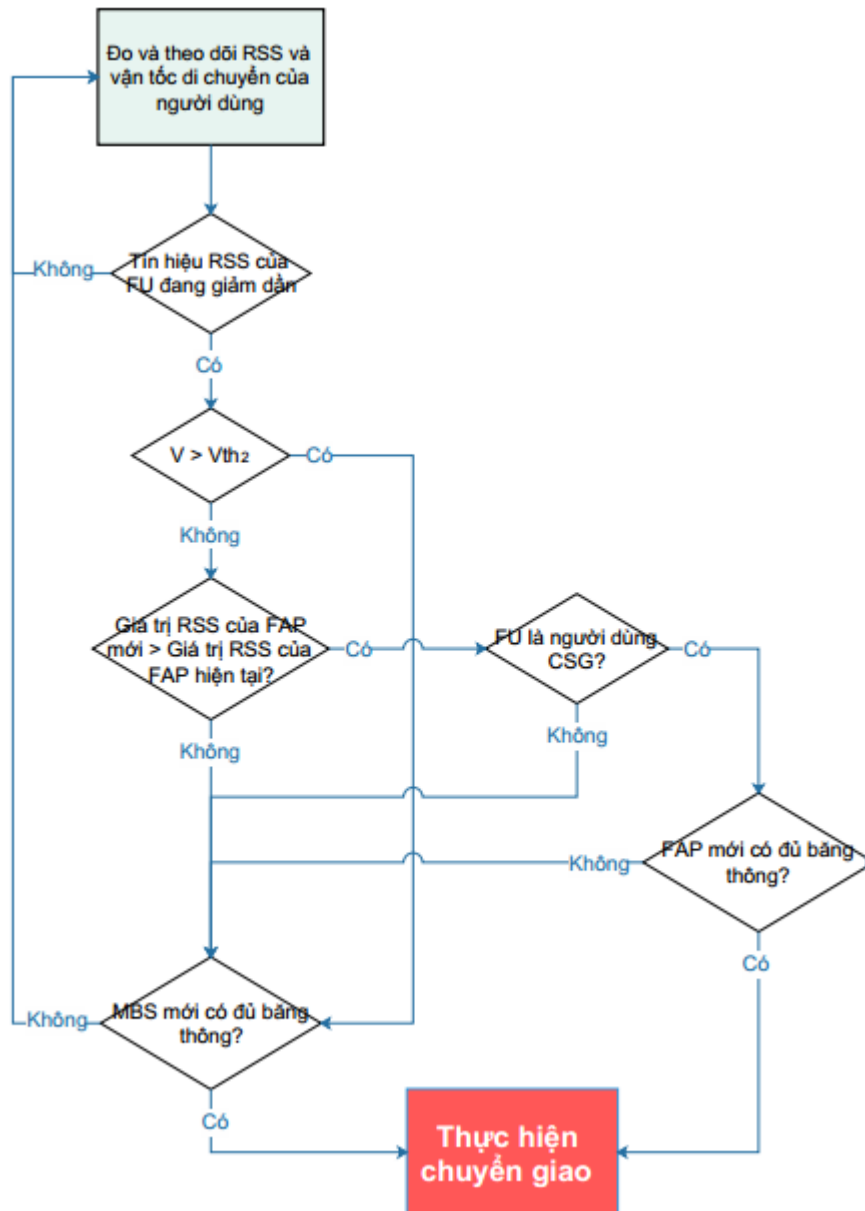 Đo và theo dõi RSS và
vận tốc di chuyển của
người dùng
Không
Tín hiệu RSS của
FU đang giảm dần
Có
V > Vth₂
Có
Không
Giá trị RSS của FAP
mới > Giá trị RSS của
FAP hiện tại?
Có
FU là người dùng
CSG?
Có
Không
Không
FAP mới có đủ băng
thông?
Không
Có
MBS mới có đủ băng
thông?
Không
Có
Thực hiện
chuyển giao